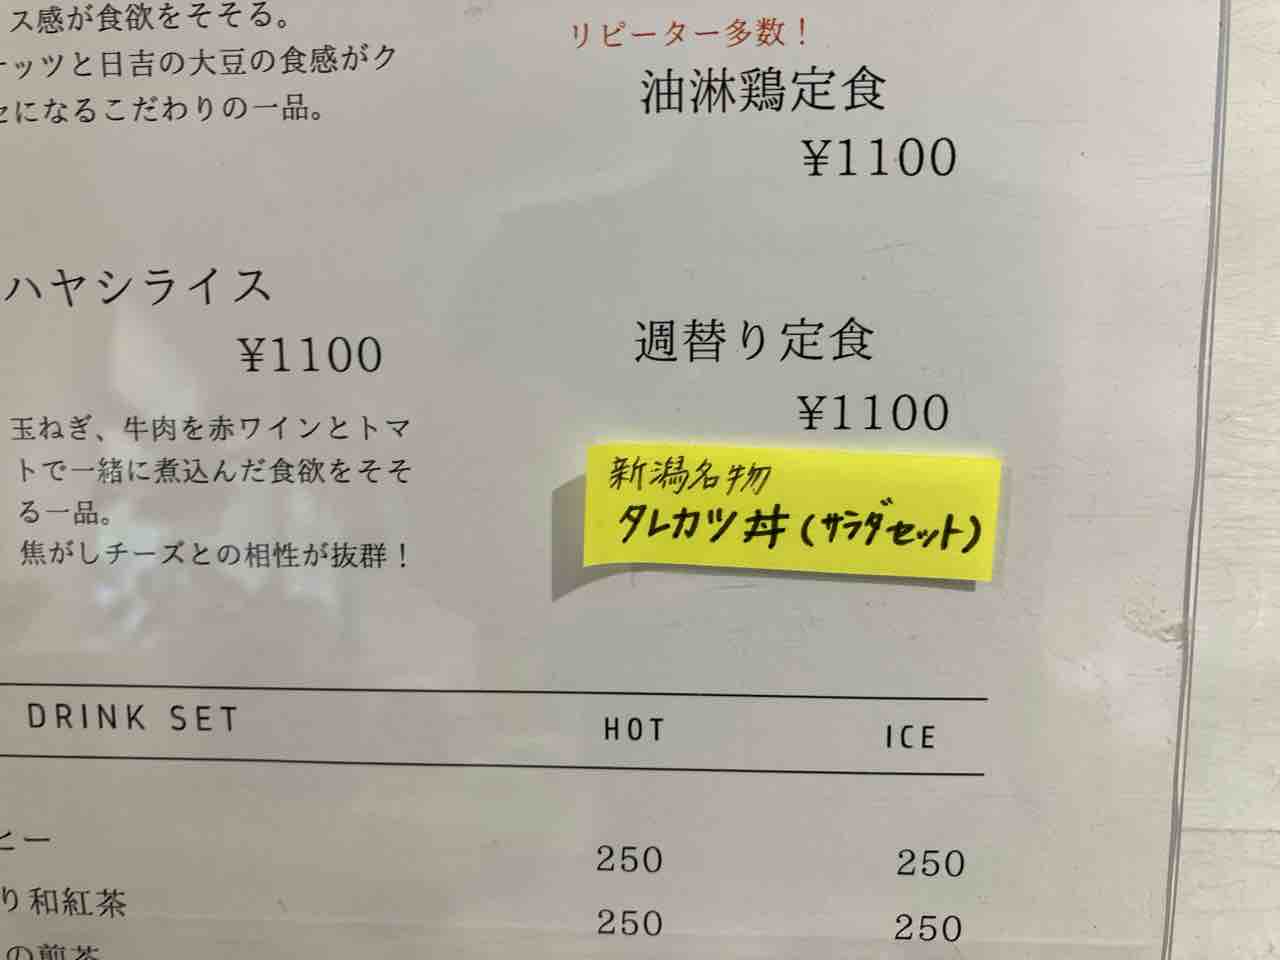 ス感が食欲をそそる。
ナッツと日吉の大豆の食感がク
セになるこだわりの一品。
ハヤシライス
¥1100
玉ねぎ、牛肉を赤ワインとトマ
トで一緒に煮込んだ食欲をそそ
る一品。
焦がしチーズとの相性が抜群！
リピーター多数！
油淋鶏定食
¥1100
週替り定食
¥1100
新潟名物
タレカツ丼(サラダセット)
DRINK SET HOT ICE
ヒー 250 250
り和紅茶 250 250
の煎茶